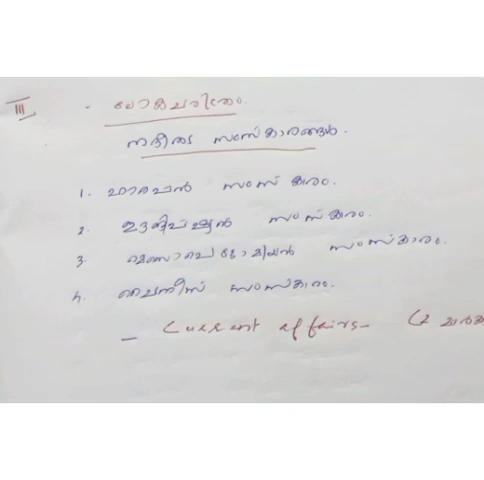 III - ലോകചരിത്രം.
നദീതട സംസ്കാരങ്ങൾ.
1. ഹാരപ്പൻ സംസ്കാരം.
2. ഈജിപ്ഷ്യൻ സംസ്കാരം.
3. മെസൊപ്പൊട്ടോമിയൻ സംസ്കാരം.
4. ചൈനീസ് സംസ്കാരം.
- Current affairs - (2